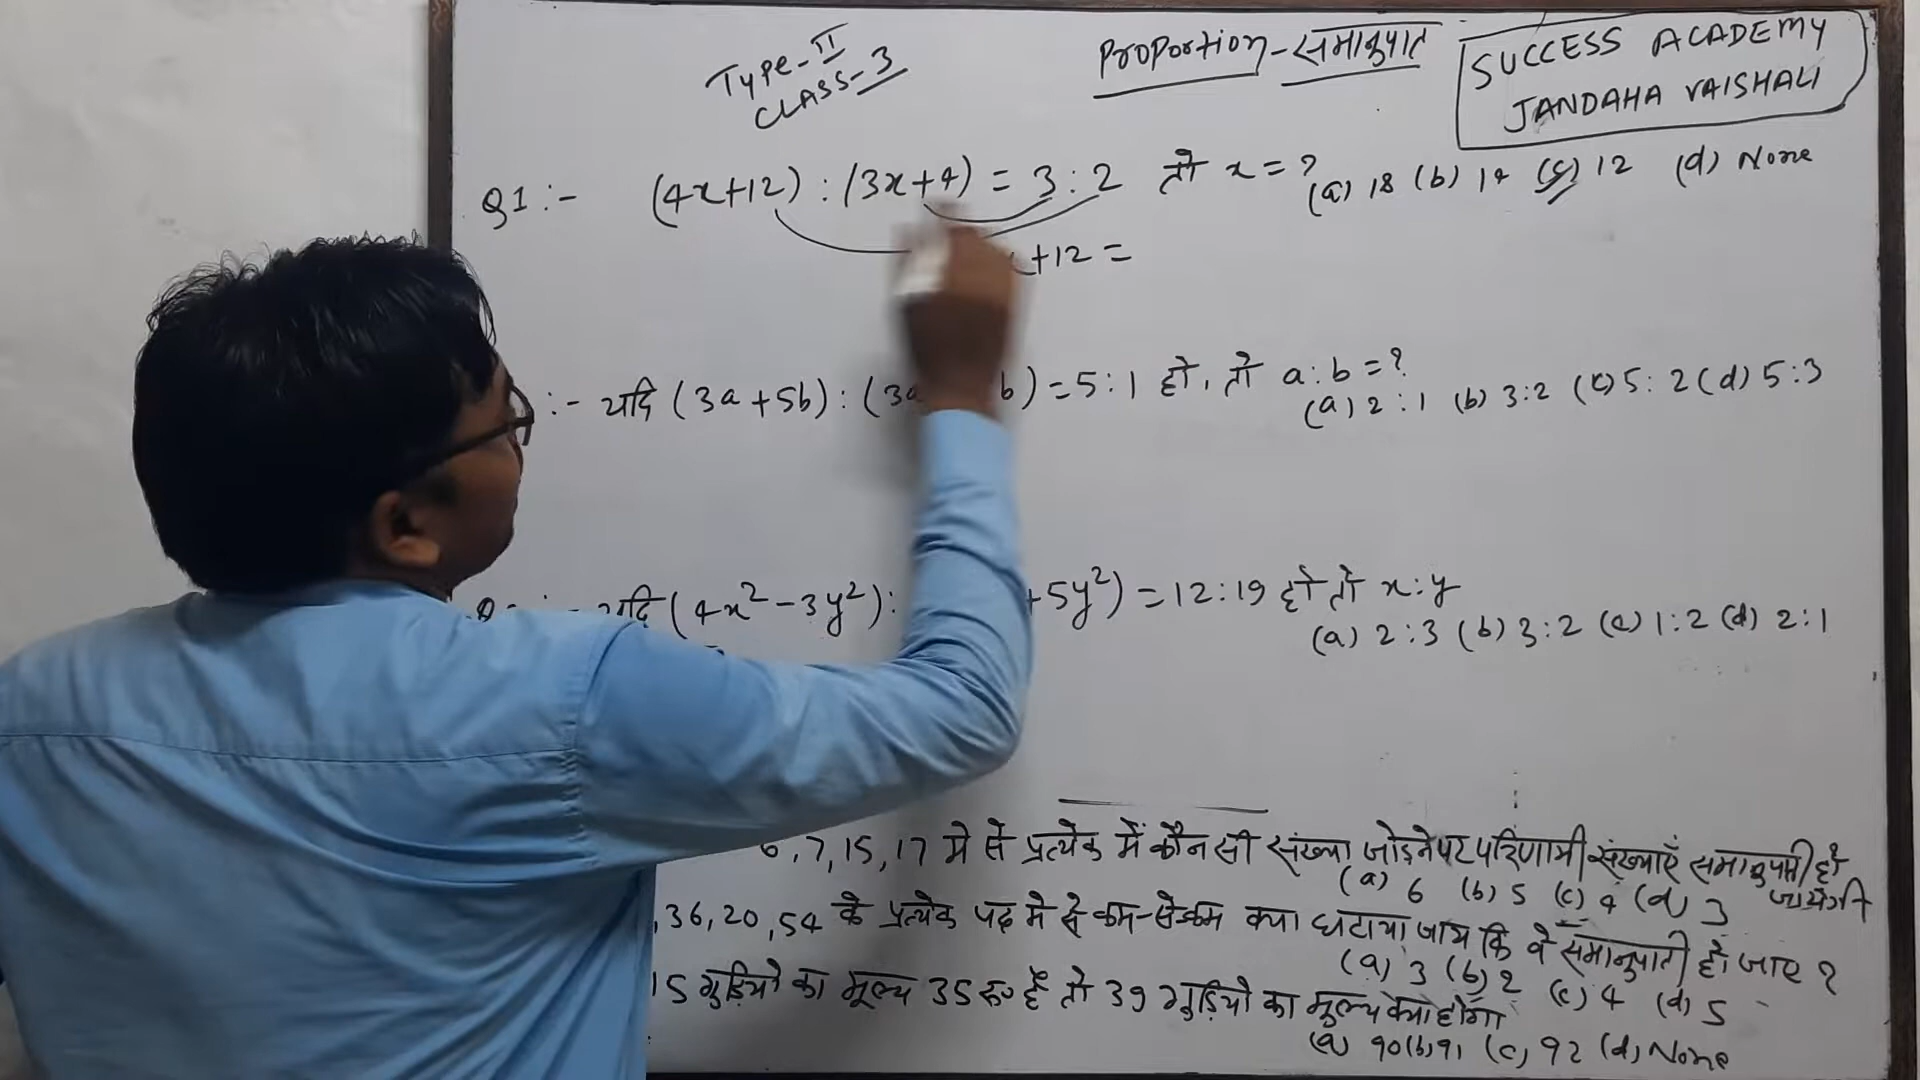 Type-II
CLASS-3
Proportion-समानुपात
SUCCESS ACADEMY
JANDAHA VAISHALI
Q1:- (4x+12) : (3x+4) = 3:2 तो x=?
(a) 18 (b) 14 (c) 12 (d) None
+12 =
:- यदि (3a+5b) : (3a b) = 5:1 हो, तो a:b=?
(a) 2:1 (b) 3:2 (c) 5:2 (d) 5:3
:- यदि (4x²-3y²): +5y²) = 12:19 हो तो x:y
(a) 2:3 (b) 3:2 (c) 1:2 (d) 2:1
6,7,15,17 मे से प्रत्येक में कौन सी संख्या जोड़ने पर परिणामी संख्याएँ समानुपाती हो जायेगी
(a) 6 (b) 5 (c) 4 (d) 3
,36,20,54 के प्रत्येक पद मे से कम-से-कम क्या घटाया जाय कि वे समानुपाती हो जाए ?
(a) 3 (b) 2 (c) 4 (d) 5
15 गुड़ियो का मूल्य 35 रु० है तो 39 गुड़ियो का मूल्य क्या होगा
(a) 90 (b) 91 (c) 92 (d) None